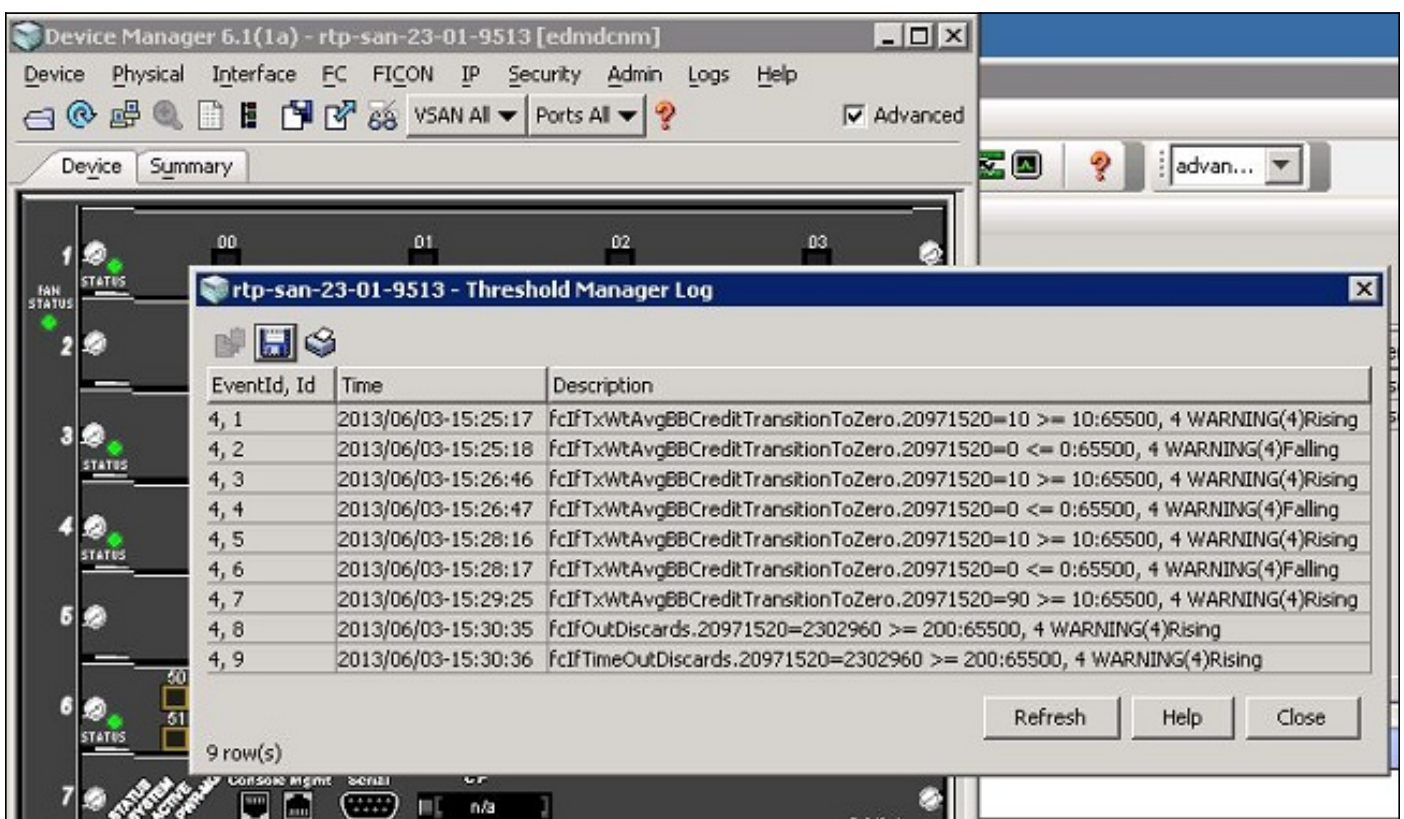 Device Manager 6.1(1a) - rtp-san-23-01-9513 [edmdcnm]
Device Physical Interface FC FICON IP Security Admin Logs Help
VSAN All Ports All Advanced
advan...
Device Summary
00 01 02 03
1
STATUS
FAN STATUS
rtp-san-23-01-9513 - Threshold Manager Log
2
EventId, Id Time Description
4, 1 2013/06/03-15:25:17 fcIfTxWtAvgBBCreditTransitionToZero.20971520=10 >= 10:65500, 4 WARNING(4)Rising
4, 2 2013/06/03-15:25:18 fcIfTxWtAvgBBCreditTransitionToZero.20971520=0 <= 0:65500, 4 WARNING(4)Falling
3
STATUS
4, 3 2013/06/03-15:26:46 fcIfTxWtAvgBBCreditTransitionToZero.20971520=10 >= 10:65500, 4 WARNING(4)Rising
4, 4 2013/06/03-15:26:47 fcIfTxWtAvgBBCreditTransitionToZero.20971520=0 <= 0:65500, 4 WARNING(4)Falling
4
STATUS
4, 5 2013/06/03-15:28:16 fcIfTxWtAvgBBCreditTransitionToZero.20971520=10 >= 10:65500, 4 WARNING(4)Rising
4, 6 2013/06/03-15:28:17 fcIfTxWtAvgBBCreditTransitionToZero.20971520=0 <= 0:65500, 4 WARNING(4)Falling
4, 7 2013/06/03-15:29:25 fcIfTxWtAvgBBCreditTransitionToZero.20971520=90 >= 10:65500, 4 WARNING(4)Rising
5
4, 8 2013/06/03-15:30:35 fcIfOutDiscards.20971520=2302960 >= 200:65500, 4 WARNING(4)Rising
4, 9 2013/06/03-15:30:36 fcIfTimeOutDiscards.20971520=2302960 >= 200:65500, 4 WARNING(4)Rising
6
STATUS
50
51
Refresh Help Close
9 row(s)
7
STATUS
SYSTEM
ACTIVE
PWR-MGMT
Console Mgmt Serial CF
n/a